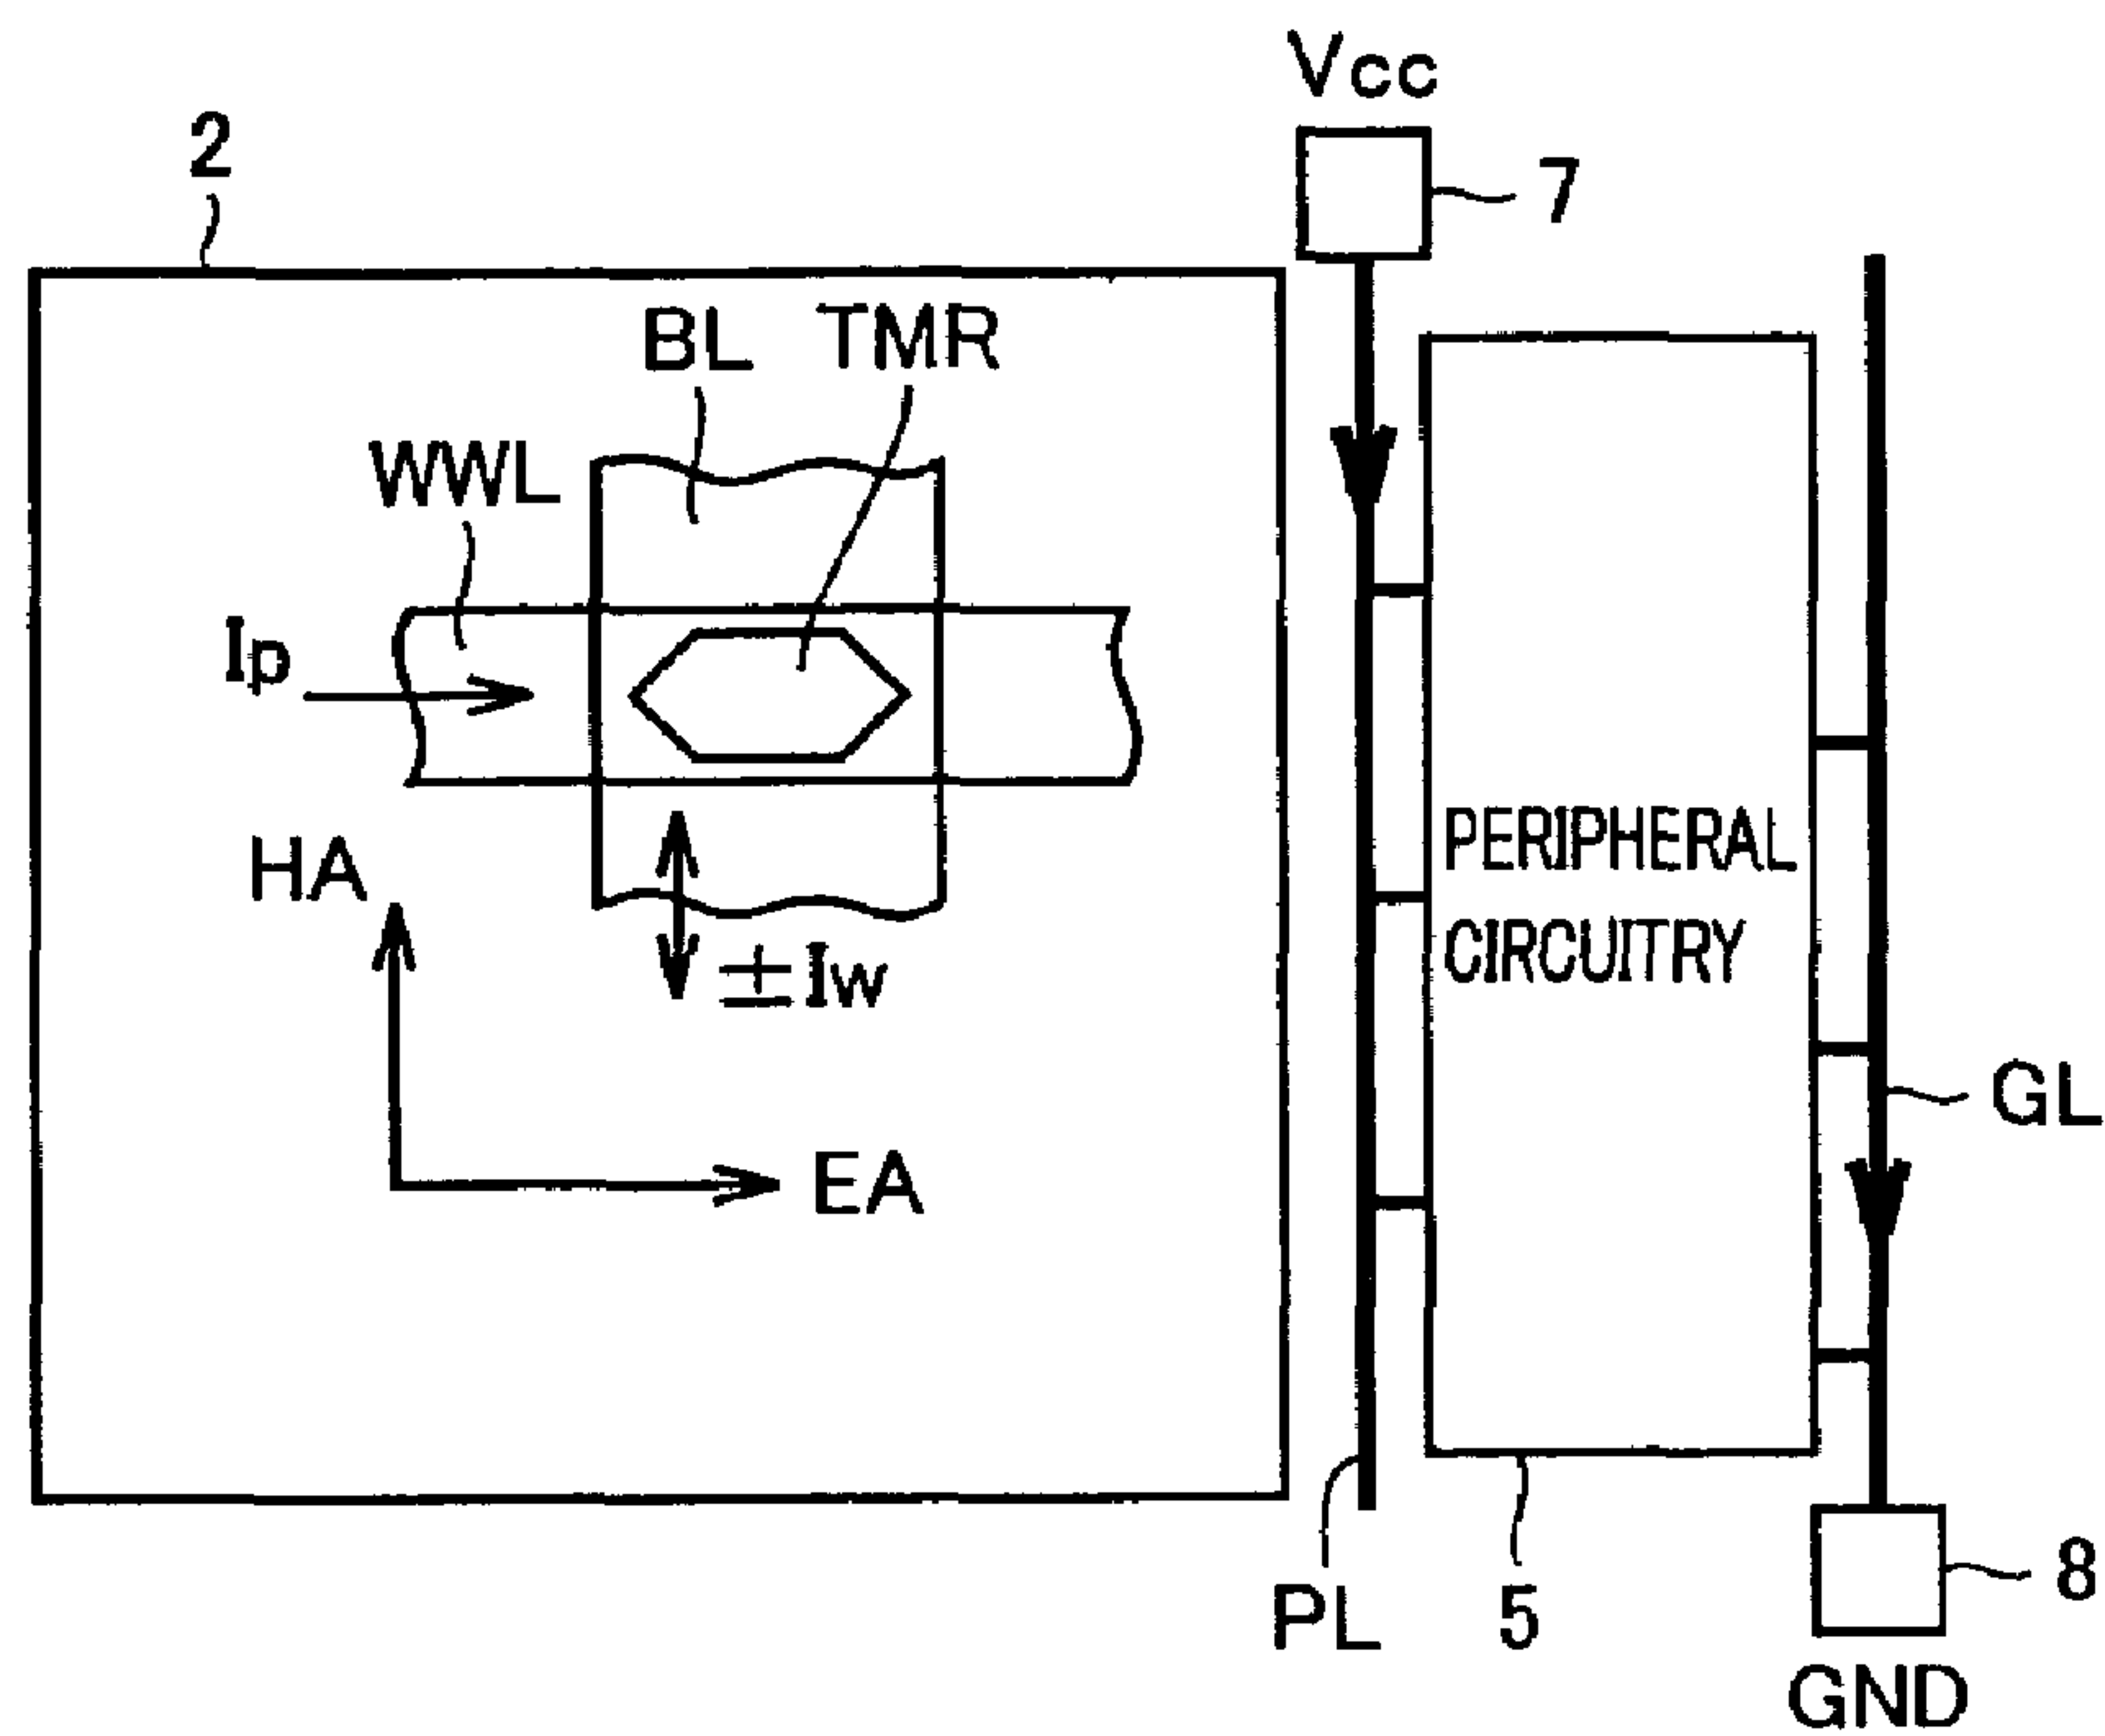 Vcc
2
7
BL
TMR
WWL
Ip
HA
PERIPHERAL
CIRCUITRY
±Iw
GL
EA
PL
5
8
GND